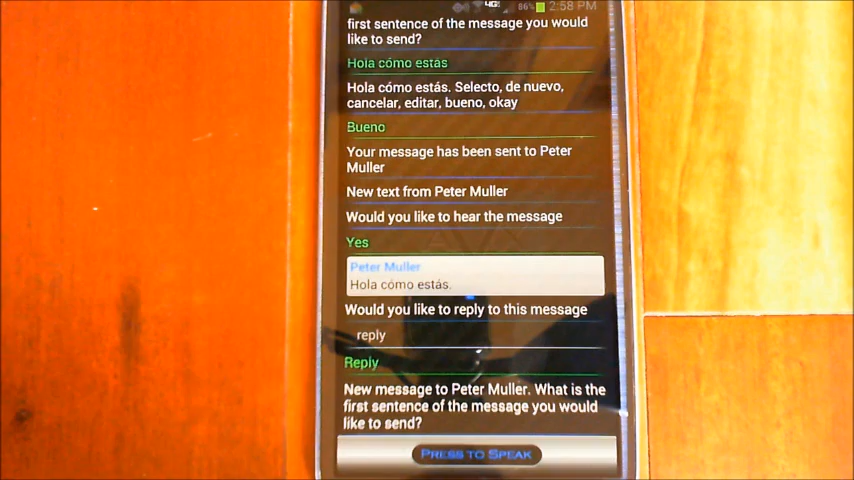 4G
86% 2:58 PM
first sentence of the message you would
like to send?
Hola cómo estás
Hola cómo estás. Selecto, de nuevo,
cancelar, editar, bueno, okay
Bueno
Your message has been sent to Peter
Muller
New text from Peter Muller
Would you like to hear the message
Yes
Peter Muller
Hola cómo estás.
Would you like to reply to this message
reply
Reply
New message to Peter Muller. What is the
first sentence of the message you would
like to send?
PRESS TO SPEAK